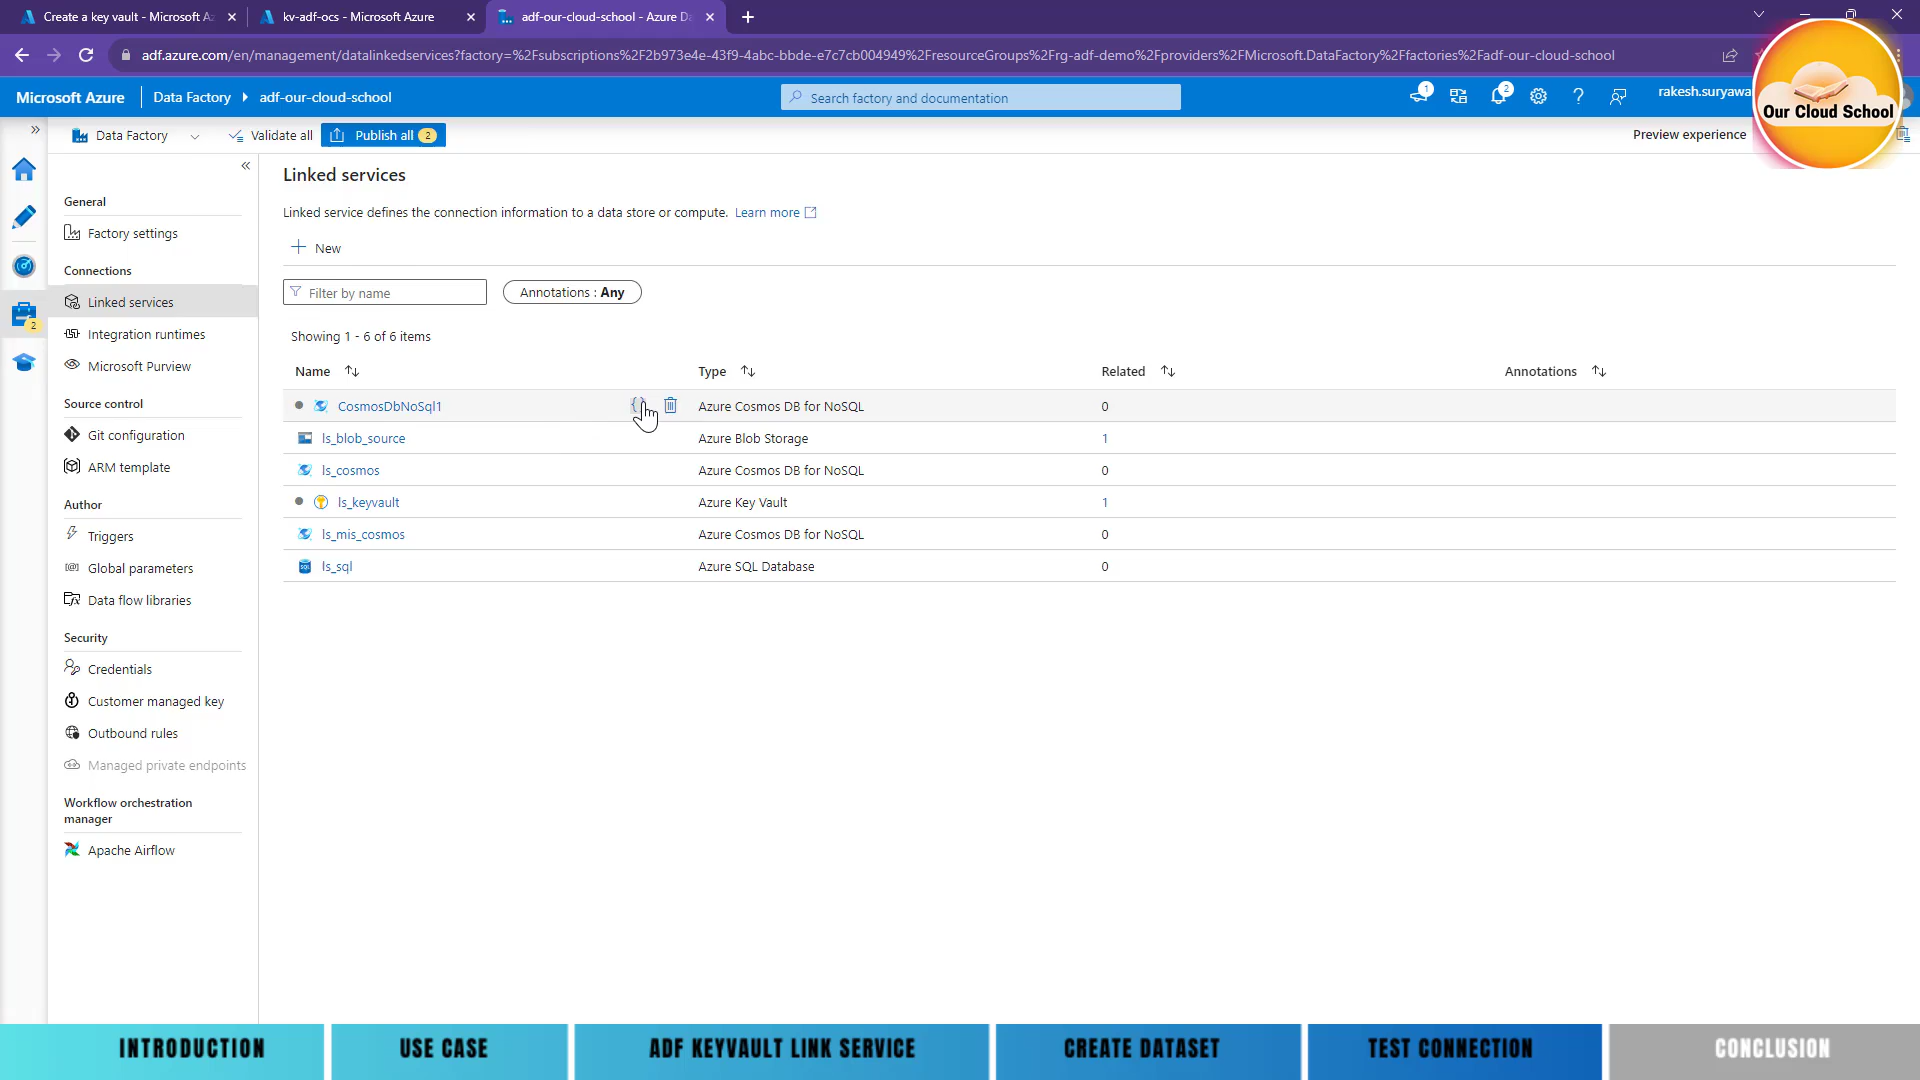 Create a key vault - Microsoft Az
kv-adf-ocs - Microsoft Azure
adf-our-cloud-school - Azure Da
adf.azure.com/en/management/datalinkedservices?factory=%2Fsubscriptions%2F2b973e4e-43f9-4abc-bbde-e7c7cb004949%2FresourceGroups%2Frg-adf-demo%2Fproviders%2FMicrosoft.DataFactory%2Ffactories%2Fadf-our-cloud-school
Microsoft Azure
Data Factory
adf-our-cloud-school
Search factory and documentation
1
2
rakesh.suryawa
Our Cloud School
Data Factory
Validate all
Publish all 2
Preview experience
2
General
Factory settings
Connections
Linked services
Integration runtimes
Microsoft Purview
Source control
Git configuration
ARM template
Author
Triggers
Global parameters
Data flow libraries
Security
Credentials
Customer managed key
Outbound rules
Managed private endpoints
Workflow orchestration
manager
Apache Airflow
Linked services
Linked service defines the connection information to a data store or compute. Learn more
New
Filter by name
Annotations : Any
Showing 1 - 6 of 6 items
Name Type Related Annotations
CosmosDbNoSql1 {} Azure Cosmos DB for NoSQL 0
ls_blob_source Azure Blob Storage 1
ls_cosmos Azure Cosmos DB for NoSQL 0
ls_keyvault Azure Key Vault 1
ls_mis_cosmos Azure Cosmos DB for NoSQL 0
ls_sql Azure SQL Database 0
INTRODUCTION
USE CASE
ADF KEYVAULT LINK SERVICE
CREATE DATASET
TEST CONNECTION
CONCLUSION